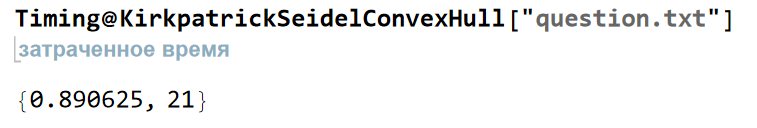 Timing@KirkpatrickSeidelConvexHull["question.txt"]
затраченное время
{0.890625, 21}